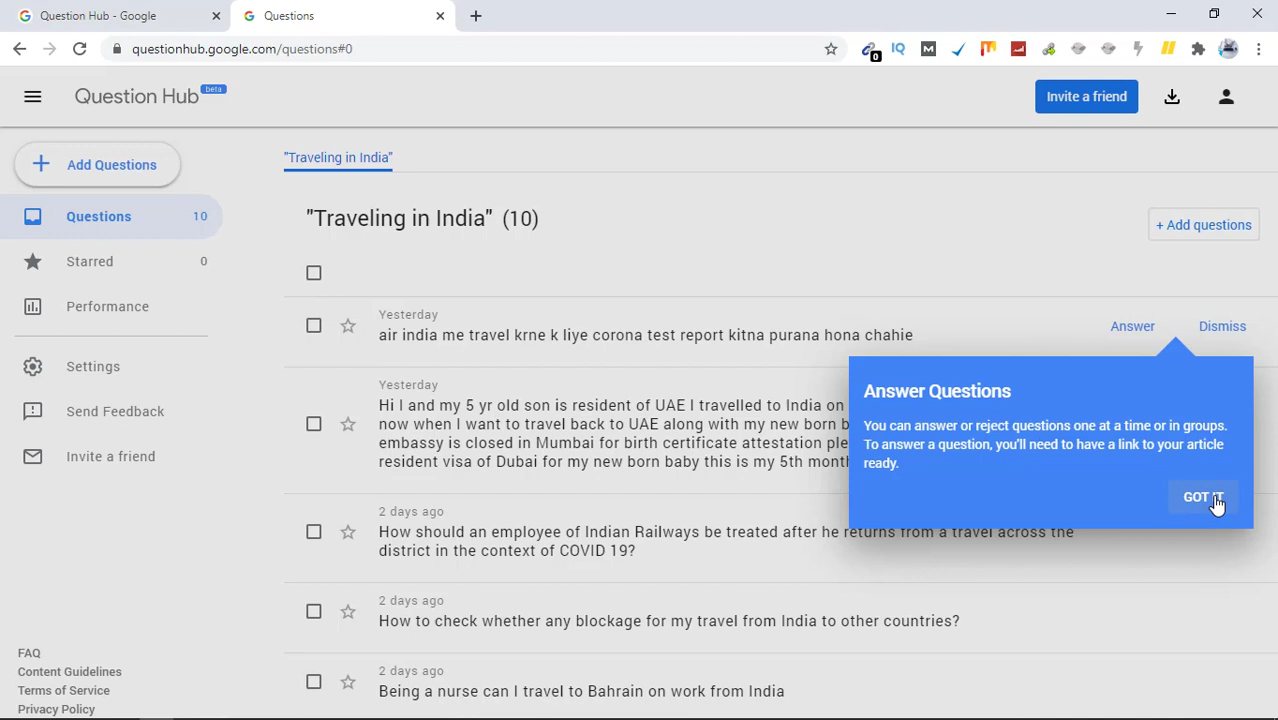 Question Hub - Google
Questions
questionhub.google.com/questions#0
IQ
M
0
Question Hub beta
Invite a friend
Add Questions
"Traveling in India"
Questions 10
"Traveling in India" (10)
+ Add questions
Starred 0
Performance
Yesterday
air india me travel krne k liye corona test report kitna purana hona chahie
Answer Dismiss
Settings
Send Feedback
Invite a friend
Yesterday
Hi I and my 5 yr old son is resident of UAE I travelled to India on
now when I want to travel back to UAE along with my new born b
embassy is closed in Mumbai for birth certificate attestation ple
resident visa of Dubai for my new born baby this is my 5th month
Answer Questions
You can answer or reject questions one at a time or in groups.
To answer a question, you'll need to have a link to your article
ready.
GOT IT
2 days ago
How should an employee of Indian Railways be treated after he returns from a travel across the
district in the context of COVID 19?
2 days ago
How to check whether any blockage for my travel from India to other countries?
2 days ago
Being a nurse can I travel to Bahrain on work from India
FAQ
Content Guidelines
Terms of Service
Privacy Policy